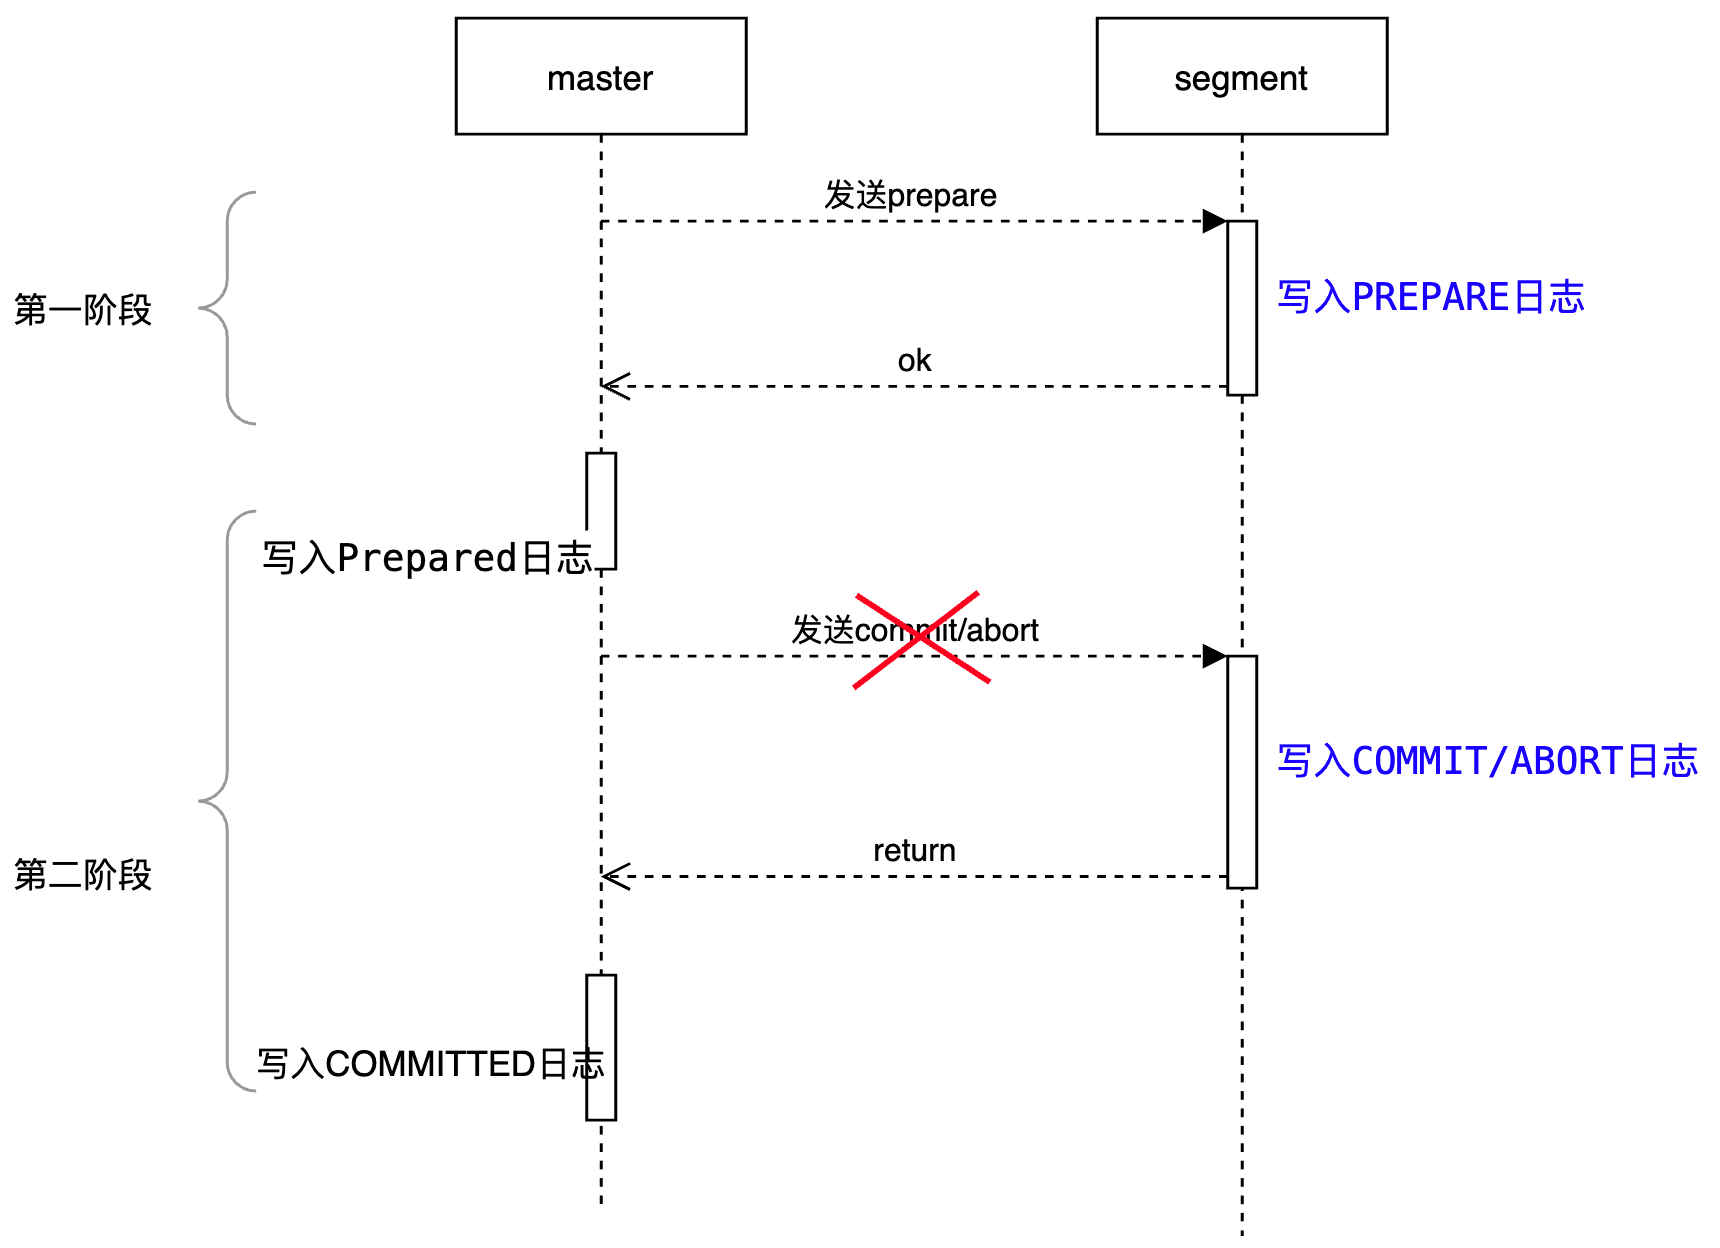 master
segment
发送prepare
第一阶段
写入PREPARE日志
ok
写入Prepared日志
发送commit/abort
写入COMMIT/ABORT日志
return
第二阶段
写入COMMITTED日志